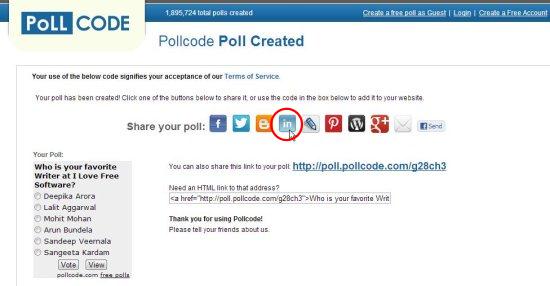 POLL CODE
1,895,724 total polls created
Create a free poll as Guest | Login | Create a Free Account
Pollcode Poll Created
Your use of the below code signifies your acceptance of our Terms of Service.
Your poll has been created! Click one of the buttons below to share it, or use the code in the box below to add it to your website.
Share your poll:
f
in
g+
Send
Your Poll:
Who is your favorite
Writer at I Love Free
Software?
Deepika Arora
Lalit Aggarwal
Mohit Mohan
Arun Bundela
Sandeep Veernala
Sangeeta Kardam
Vote View
pollcode.com free polls
You can also share this link to your poll: http://poll.pollcode.com/g28ch3
Need an HTML link to that address?
<a href="http://poll.pollcode.com/g28ch3">Who is your favorite Writ
Thank you for using Pollcode!
Please tell your friends about us.